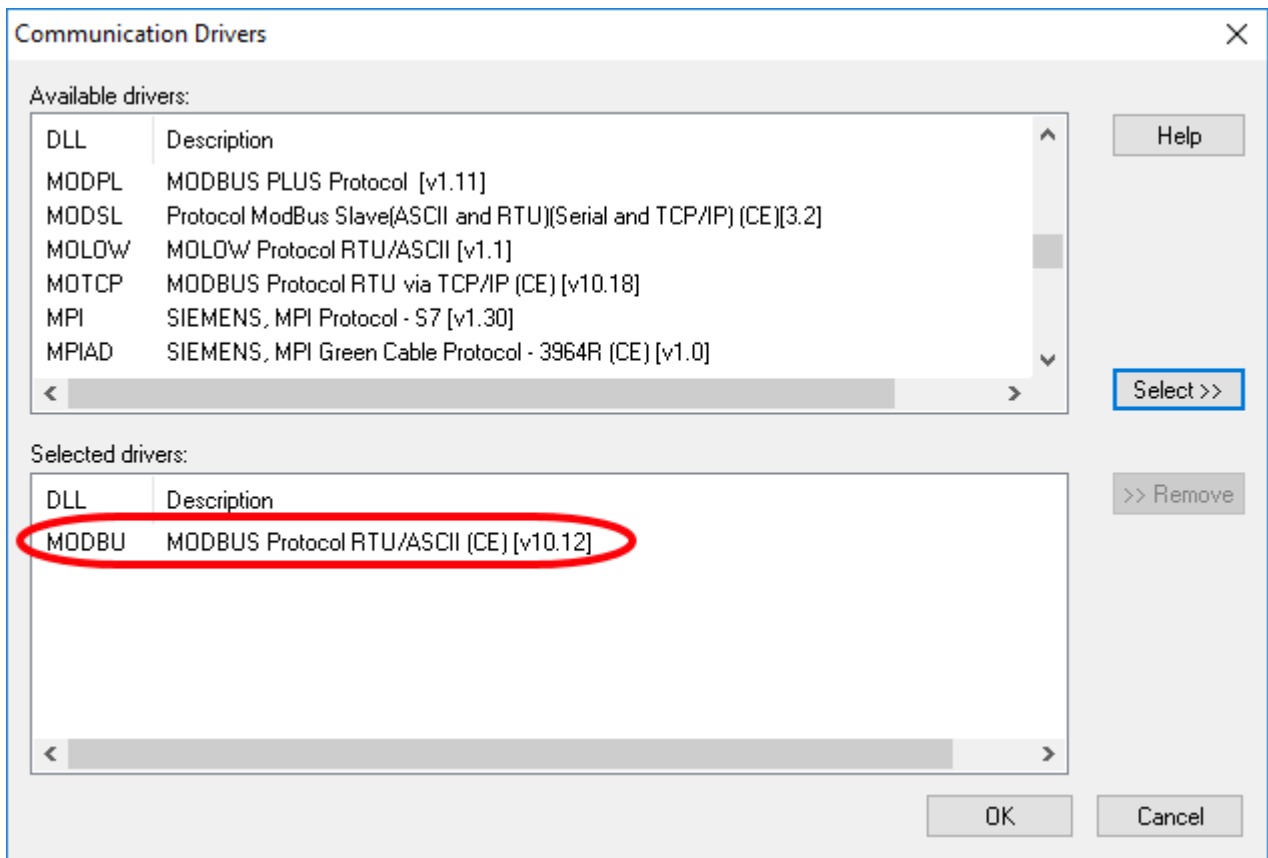 Communication Drivers
Available drivers:
Help
DLL Description
MODPL MODBUS PLUS Protocol [v1.11]
MODSL Protocol ModBus Slave(ASCII and RTU)(Serial and TCP/IP) (CE)[3.2]
MOLOW MOLOW Protocol RTU/ASCII [v1.1]
MOTCP MODBUS Protocol RTU via TCP/IP (CE) [v10.18]
MPI SIEMENS, MPI Protocol - S7 [v1.30]
MPIAD SIEMENS, MPI Green Cable Protocol - 3964R (CE) [v1.0]
Select >>
Selected drivers:
DLL Description
>> Remove
MODBU MODBUS Protocol RTU/ASCII (CE) [v10.12]
OK Cancel